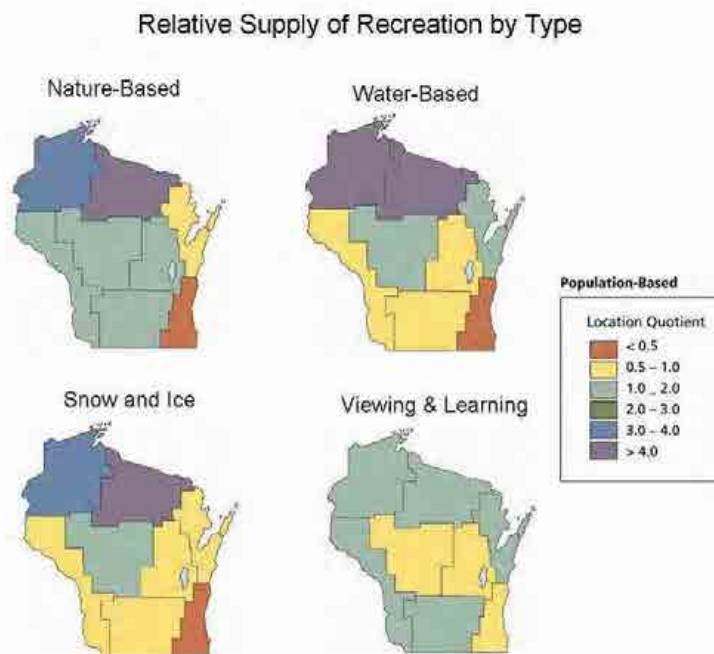 Relative Supply of Recreation by Type
Nature-Based
Water-Based
Snow and Ice
Viewing & Learning
Population-Based
Location Quotient
< 0.5
0.5 – 1.0
1.0 – 2.0
2.0 – 3.0
3.0 – 4.0
> 4.0